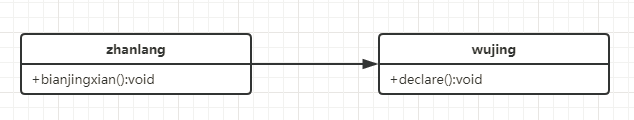 zhanlang
+bianjingxian():void
wujing
+declare():void